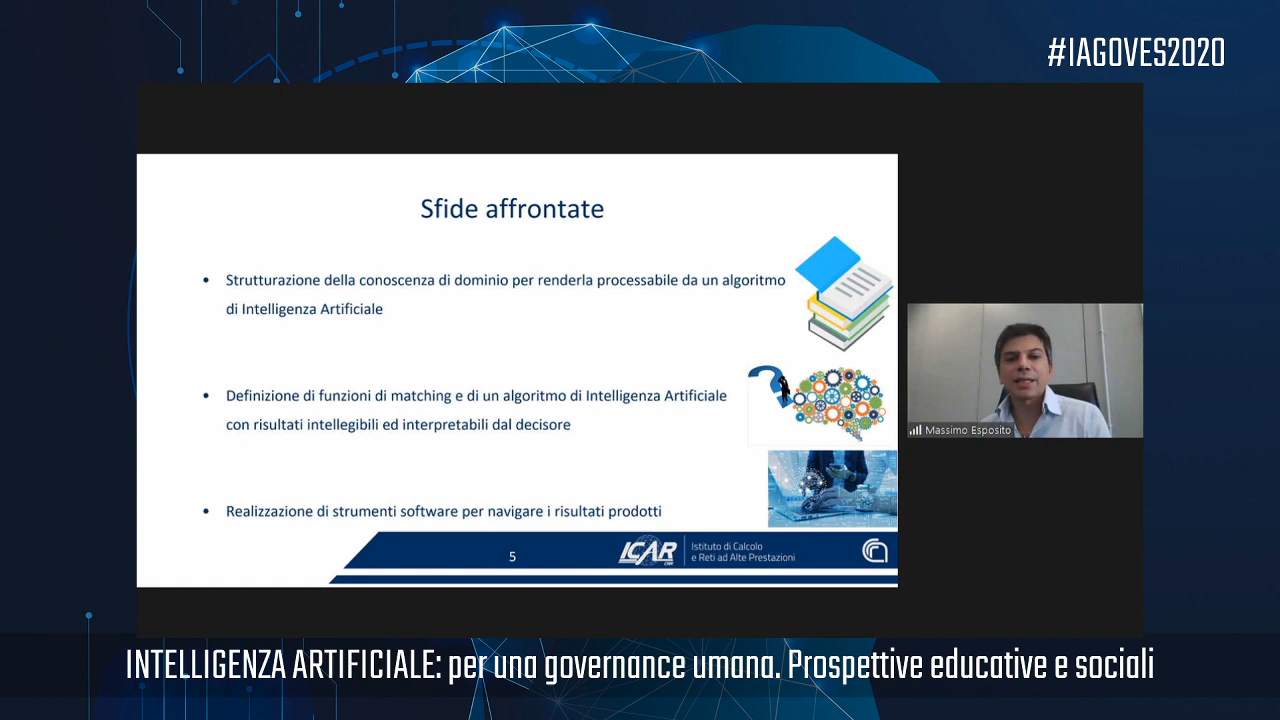 #IAGOVES2020
Sfide affrontate
• Strutturazione della conoscenza di dominio per renderla processabile da un algoritmo
di Intelligenza Artificiale
• Definizione di funzioni di matching e di un algoritmo di Intelligenza Artificiale
con risultati intellegibili ed interpretabili dal decisore
• Realizzazione di strumenti software per navigare i risultati prodotti
5
ICAR
CNR
Istituto di Calcolo
e Reti ad Alte Prestazioni
Massimo Esposito
INTELLIGENZA ARTIFICIALE: per una governance umana. Prospettive educative e sociali